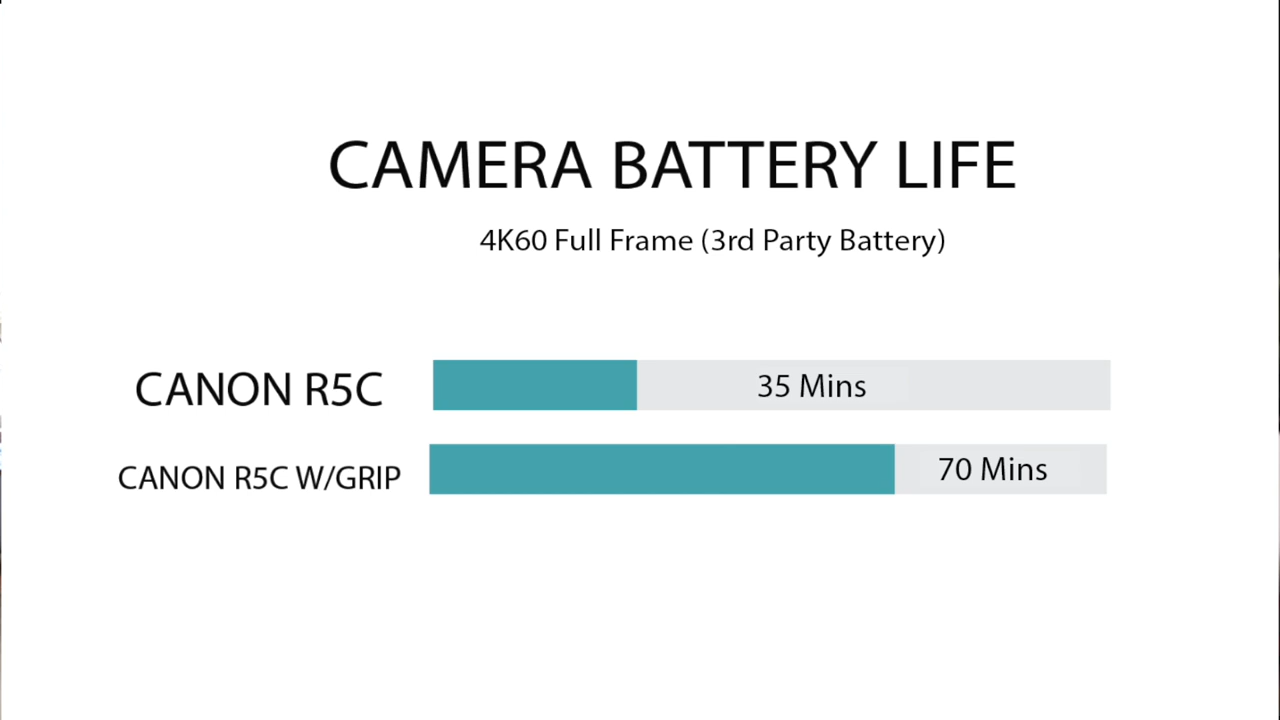 CAMERA BATTERY LIFE
4K60 Full Frame (3rd Party Battery)
CANON R5C
35 Mins
CANON R5C W/GRIP
70 Mins